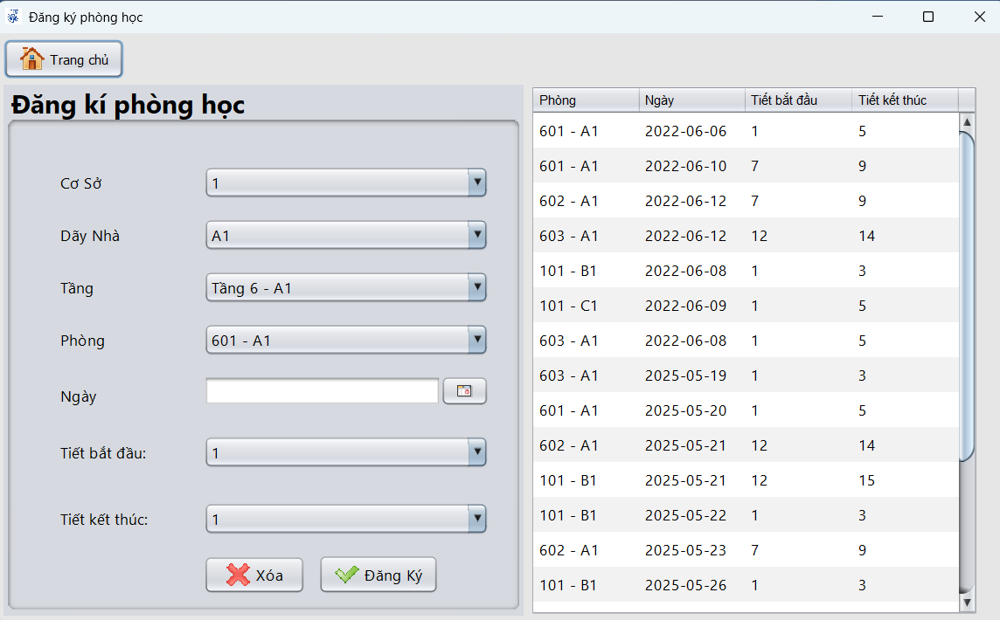 Đăng ký phòng học
Trang chủ
Đăng kí phòng học
Cơ Sở 1
Dãy Nhà A1
Tầng Tầng 6 - A1
Phòng 601 - A1
Ngày
Tiết bắt đầu: 1
Tiết kết thúc: 1
Xóa Đăng Ký
Phòng Ngày Tiết bắt đầu Tiết kết thúc
601 - A1 2022-06-06 1 5
601 - A1 2022-06-10 7 9
602 - A1 2022-06-12 7 9
603 - A1 2022-06-12 12 14
101 - B1 2022-06-08 1 3
101 - C1 2022-06-09 1 5
603 - A1 2022-06-08 1 5
603 - A1 2025-05-19 1 3
601 - A1 2025-05-20 1 5
602 - A1 2025-05-21 12 14
101 - B1 2025-05-21 12 15
101 - B1 2025-05-22 1 3
602 - A1 2025-05-23 7 9
101 - B1 2025-05-26 1 3